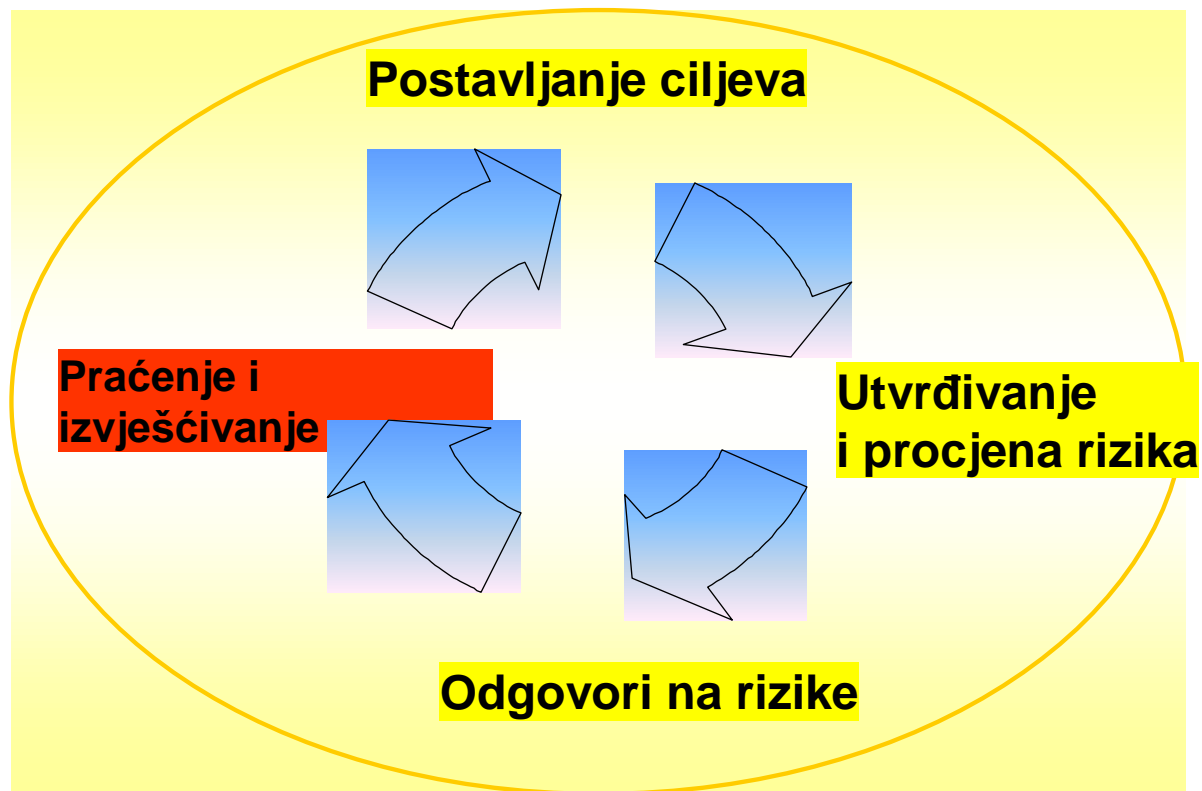 Postavljanje ciljeva
Praćenje i
izvješćivanje
Utvrđivanje
i procjena rizika
Odgovori na rizike